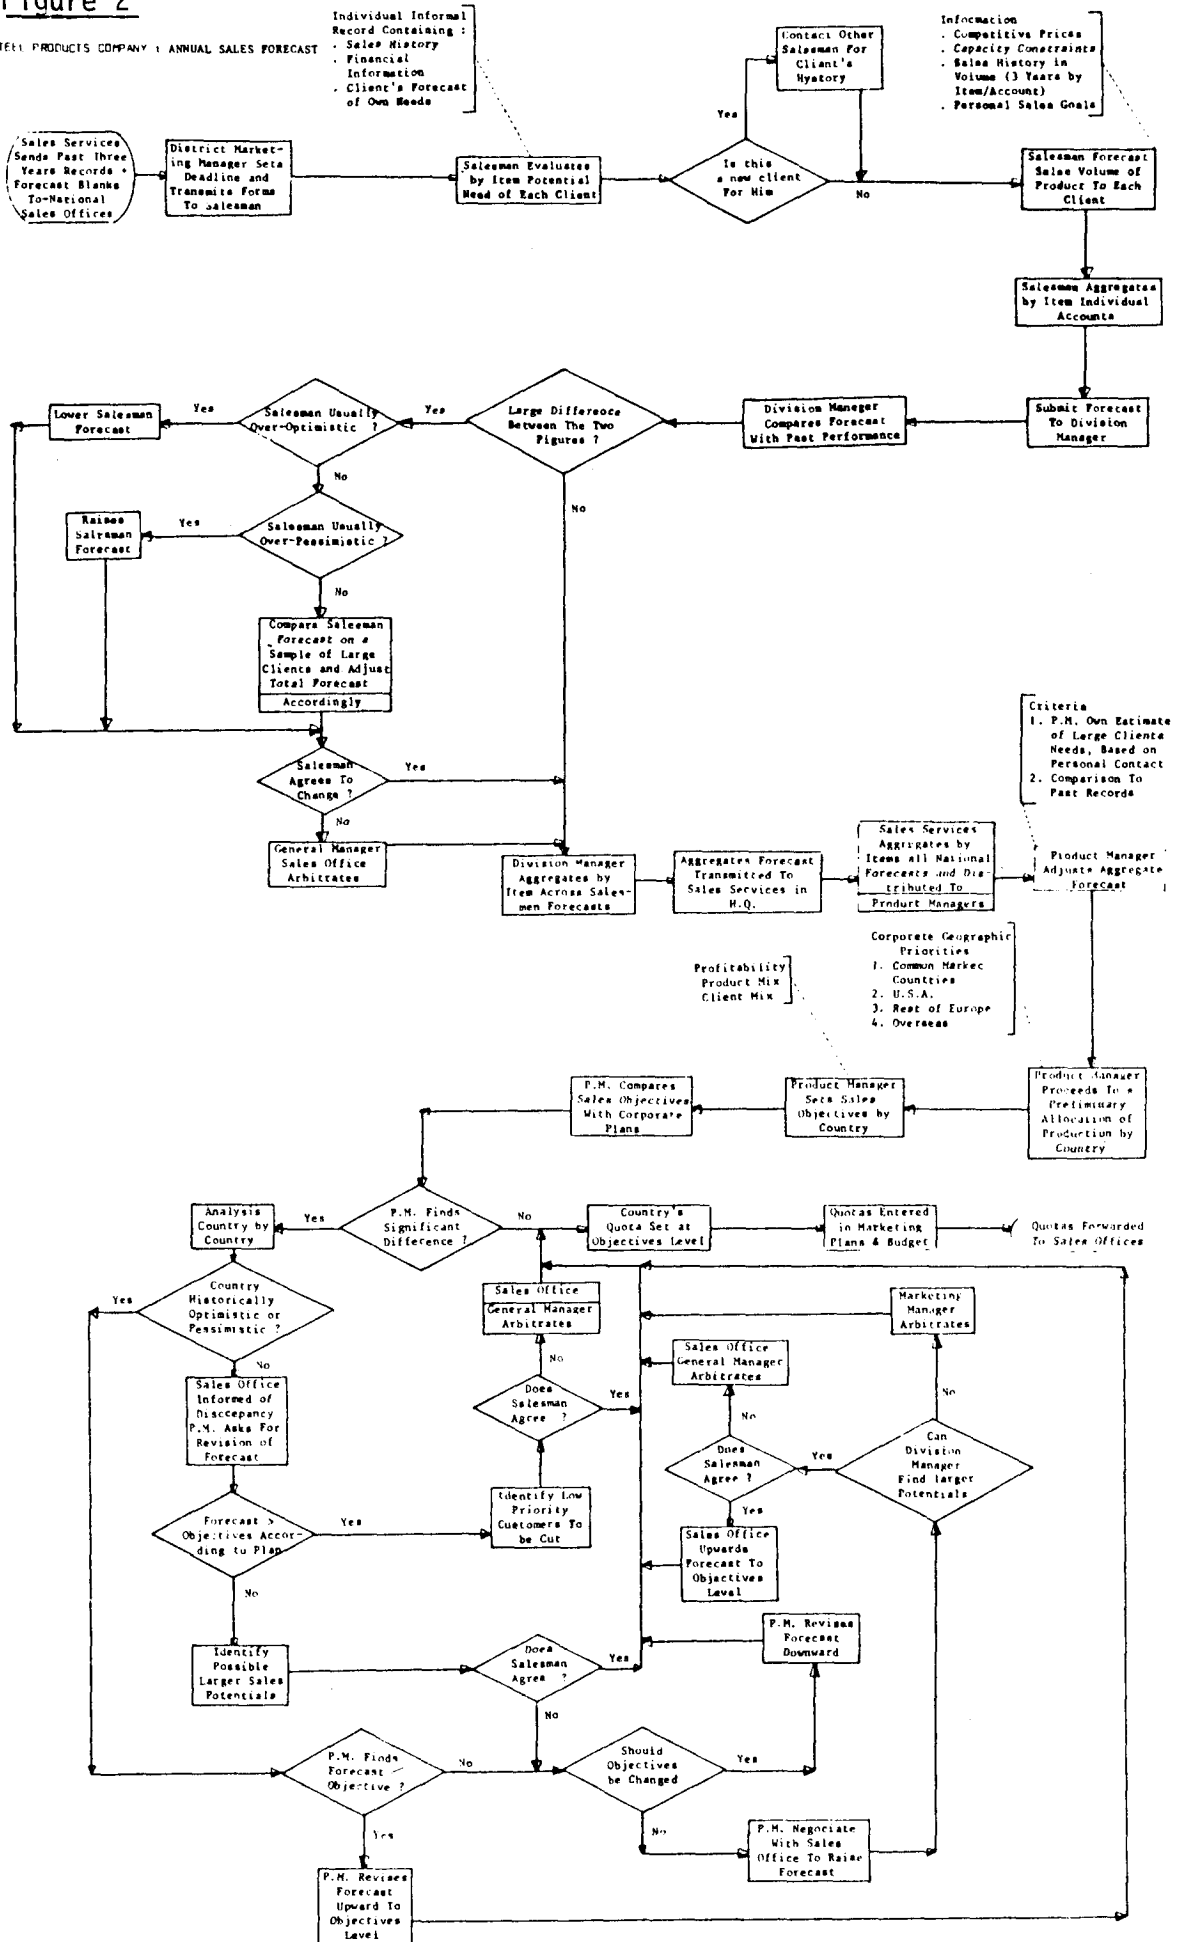 Figure 2
STEEL PRODUCTS COMPANY : ANNUAL SALES FORECAST
Individual Informal
Record Containing :
. Sales History
. Financial
Information
. Client's Forecast
of Own Needs
Contact Other
Salesman For
Client's
Hystory
Information
. Competitive Prices
. Capacity Constraints
. Sales History in
Volume (3 Years by
Item/Account)
. Personal Sales Goals
Sales Services
Sends Past Three
Years Records +
Forecast Blanks
To-National
Sales Offices
District Market-
ing Manager Sets
Deadline and
Transmits Forms
To Salesman
Salesman Evaluates
by Item Potential
Need of Each Client
Yes
Is this
a new client
For Him
No
Salesman Forecast
Sales Volume of
Product To Each
Client
Salesman Aggregates
by Item Individual
Accounts
Lower Salesman
Forecast
Yes
Salesman Usually
Over-Optimistic ?
Yes
Large Difference
Between The Two
Figures ?
Division Manager
Compares Forecast
With Past Performance
Submit Forecast
To Division
Manager
No
No
Raises
Salesman
Forecast
Yes
Salesman Usually
Over-Pessimistic ?
No
Compare Salesman
Forecast on a
Sample of Large
Clients and Adjust
Total Forecast
Accordingly
Salesman
Agrees To
Change ?
Yes
No
General Manager
Sales Office
Arbitrates
Criteria
1. P.M. Own Estimate
of Large Clients
Needs, Based on
Personal Contact
2. Comparison To
Past Records
Division Manager
Aggregates by
Item Across Sales-
men Forecasts
Aggregates Forecast
Transmitted To
Sales Services in
H.Q.
Sales Services
Aggregates by
Items all National
Forecasts and Dis-
tributed To
Product Managers
Product Manager
Adjusts Aggregate
Forecast
Profitability
Product Mix
Client Mix
Corporate Geographic
Priorities
1. Common Market
Countries
2. U.S.A.
3. Rest of Europe
4. Overseas
P.M. Compares
Sales Objectives
With Corporate
Plans
Product Manager
Sets Sales
Objectives by
Country
Product Manager
Proceeds To a
Preliminary
Allocation of
Production by
Country
Analysis
Country by
Country
Yes
P.M. Finds
Significant
Difference ?
No
Country's
Quota Set at
Objectives Level
Quotas Entered
in Marketing
Plans & Budget
Quotas Forwarded
To Sales Offices
Yes
Country
Historically
Optimistic or
Pessimistic ?
No
Sales Office
General Manager
Arbitrates
Marketing
Manager
Arbitrates
Sales Office
General Manager
Arbitrates
Sales Office
Informed of
Disccepancy
P.M. Asks For
Revision of
Forecast
No
Does
Salesman
Agree ?
Yes
No
No
Does
Salesman
Agree ?
Yes
Can
Division
Manager
Find larger
Potentials
Yes
Forecast >
Objectives Accor-
ding to Plan
Yes
Identify Low
Priority
Customers To
be Cut
Sales Office
Upwards
Forecast To
Objectives
Level
No
Identify
Possible
Larger Sales
Potentials
Does
Salesman
Agree ?
Yes
P.M. Revises
Forecast
Downward
No
P.M. Finds
Forecast
Objective ?
No
Should
Objectives
be Changed
Yes
No
Yes
P.M. Negociate
With Sales
Office To Raise
Forecast
P.M. Revises
Forecast
Upward To
Objectives
Level